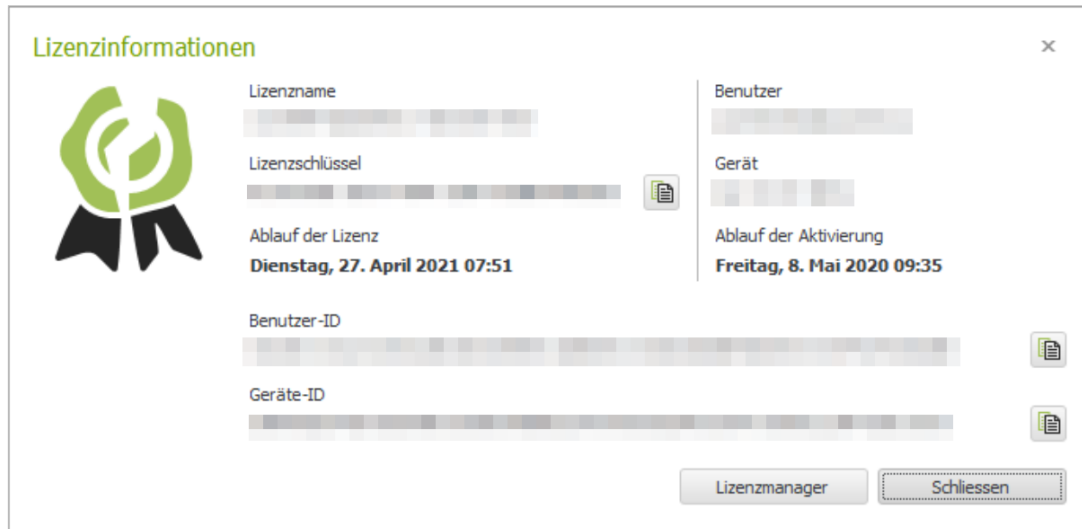 Lizenzinformationen
Lizenzname
Benutzer
Lizenzschlüssel
Gerät
Ablauf der Lizenz
Ablauf der Aktivierung
Dienstag, 27. April 2021 07:51
Freitag, 8. Mai 2020 09:35
Benutzer-ID
Geräte-ID
Lizenzmanager
Schliessen